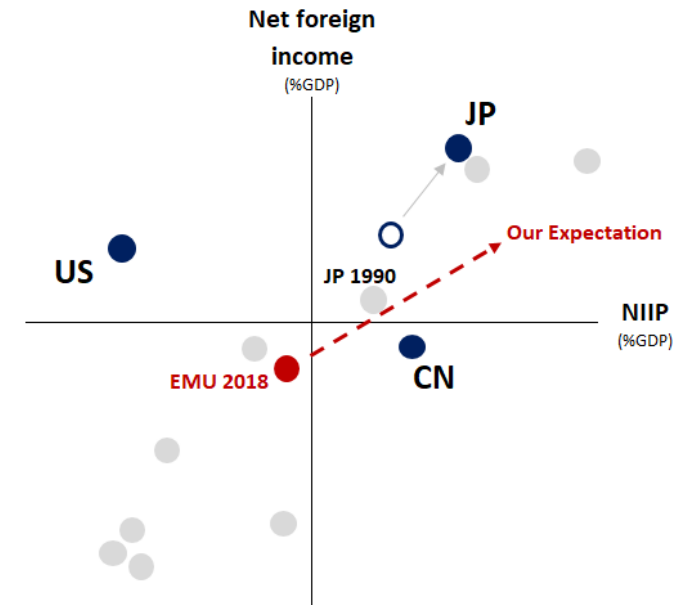 Net foreign
income
(%GDP)
JP
Our Expectation
US
JP 1990
NIIP
(%GDP)
EMU 2018
CN